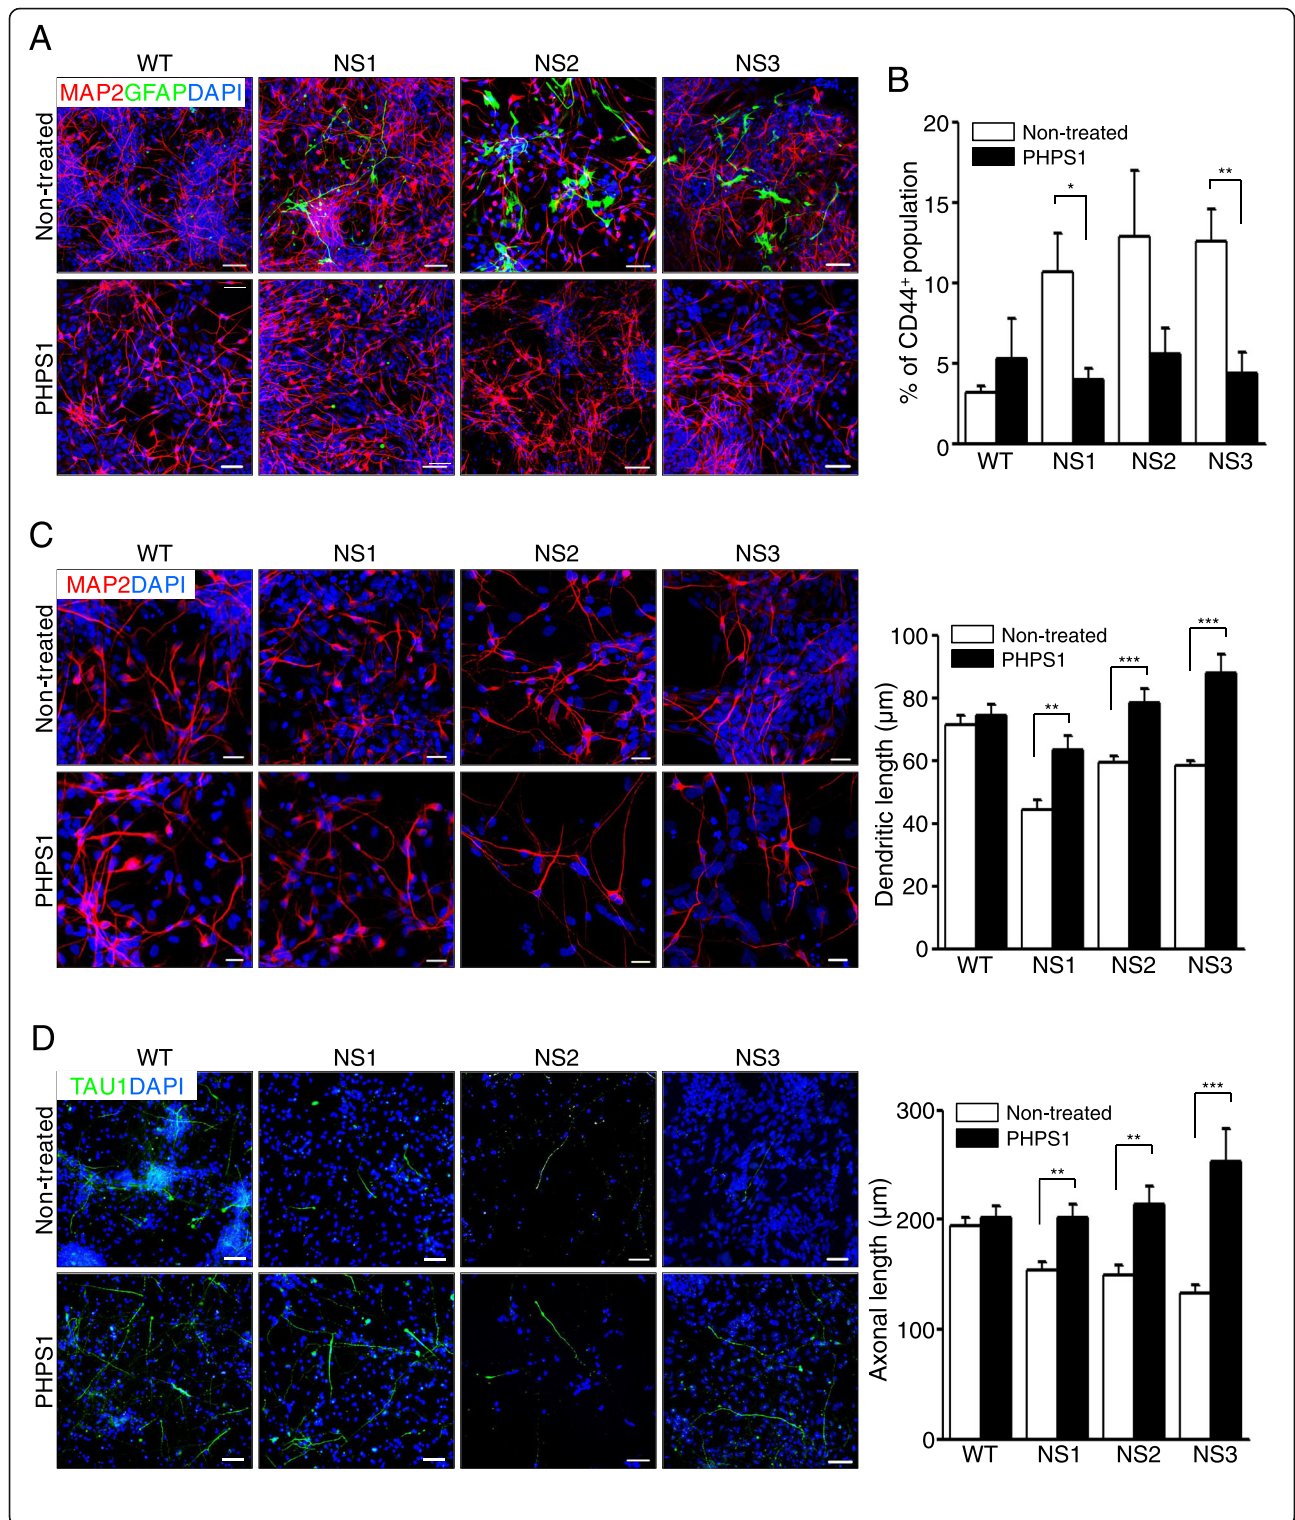 A
WT NS1 NS2 NS3
MAP2GFAPDAPI
Non-treated
PHPS1
B
% of CD44+ population
20
15
10
5
0
Non-treated
PHPS1
*
**
WT NS1 NS2 NS3
C
WT NS1 NS2 NS3
MAP2DAPI
Non-treated
PHPS1
Dendritic length (µm)
100
80
60
40
20
0
Non-treated
PHPS1
**
***
***
WT NS1 NS2 NS3
D
WT NS1 NS2 NS3
TAU1DAPI
Non-treated
PHPS1
Axonal length (µm)
300
200
100
0
Non-treated
PHPS1
**
**
***
WT NS1 NS2 NS3